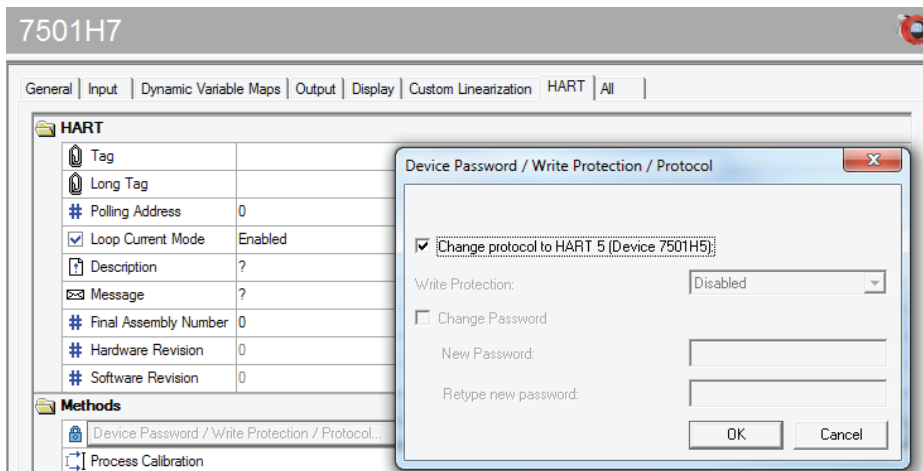 7501H7
General Input Dynamic Variable Maps Output Display Custom Linearization HART All
HART
Tag
Long Tag
Polling Address 0
Loop Current Mode Enabled
Description ?
Message ?
Final Assembly Number 0
Hardware Revision 0
Software Revision 0
Methods
Device Password / Write Protection / Protocol...
Process Calibration
Device Password / Write Protection / Protocol
Change protocol to HART 5 (Device 7501H5)
Write Protection: Disabled
Change Password
New Password:
Retype new password:
OK Cancel